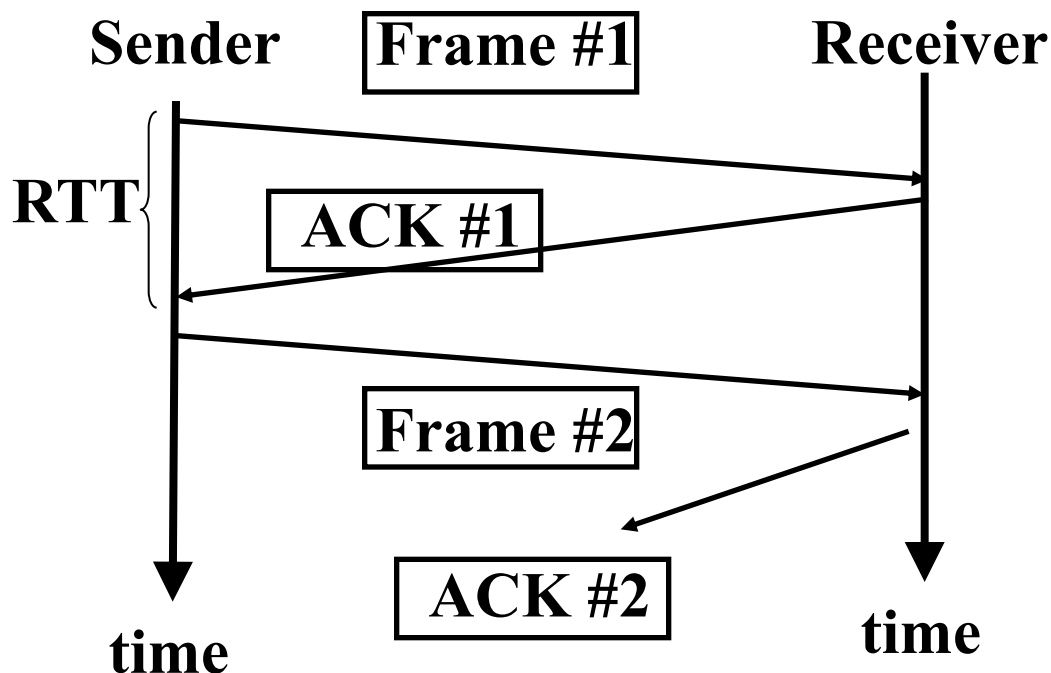 Sender
Frame #1
Receiver
RTT
ACK #1
Frame #2
ACK #2
time
time